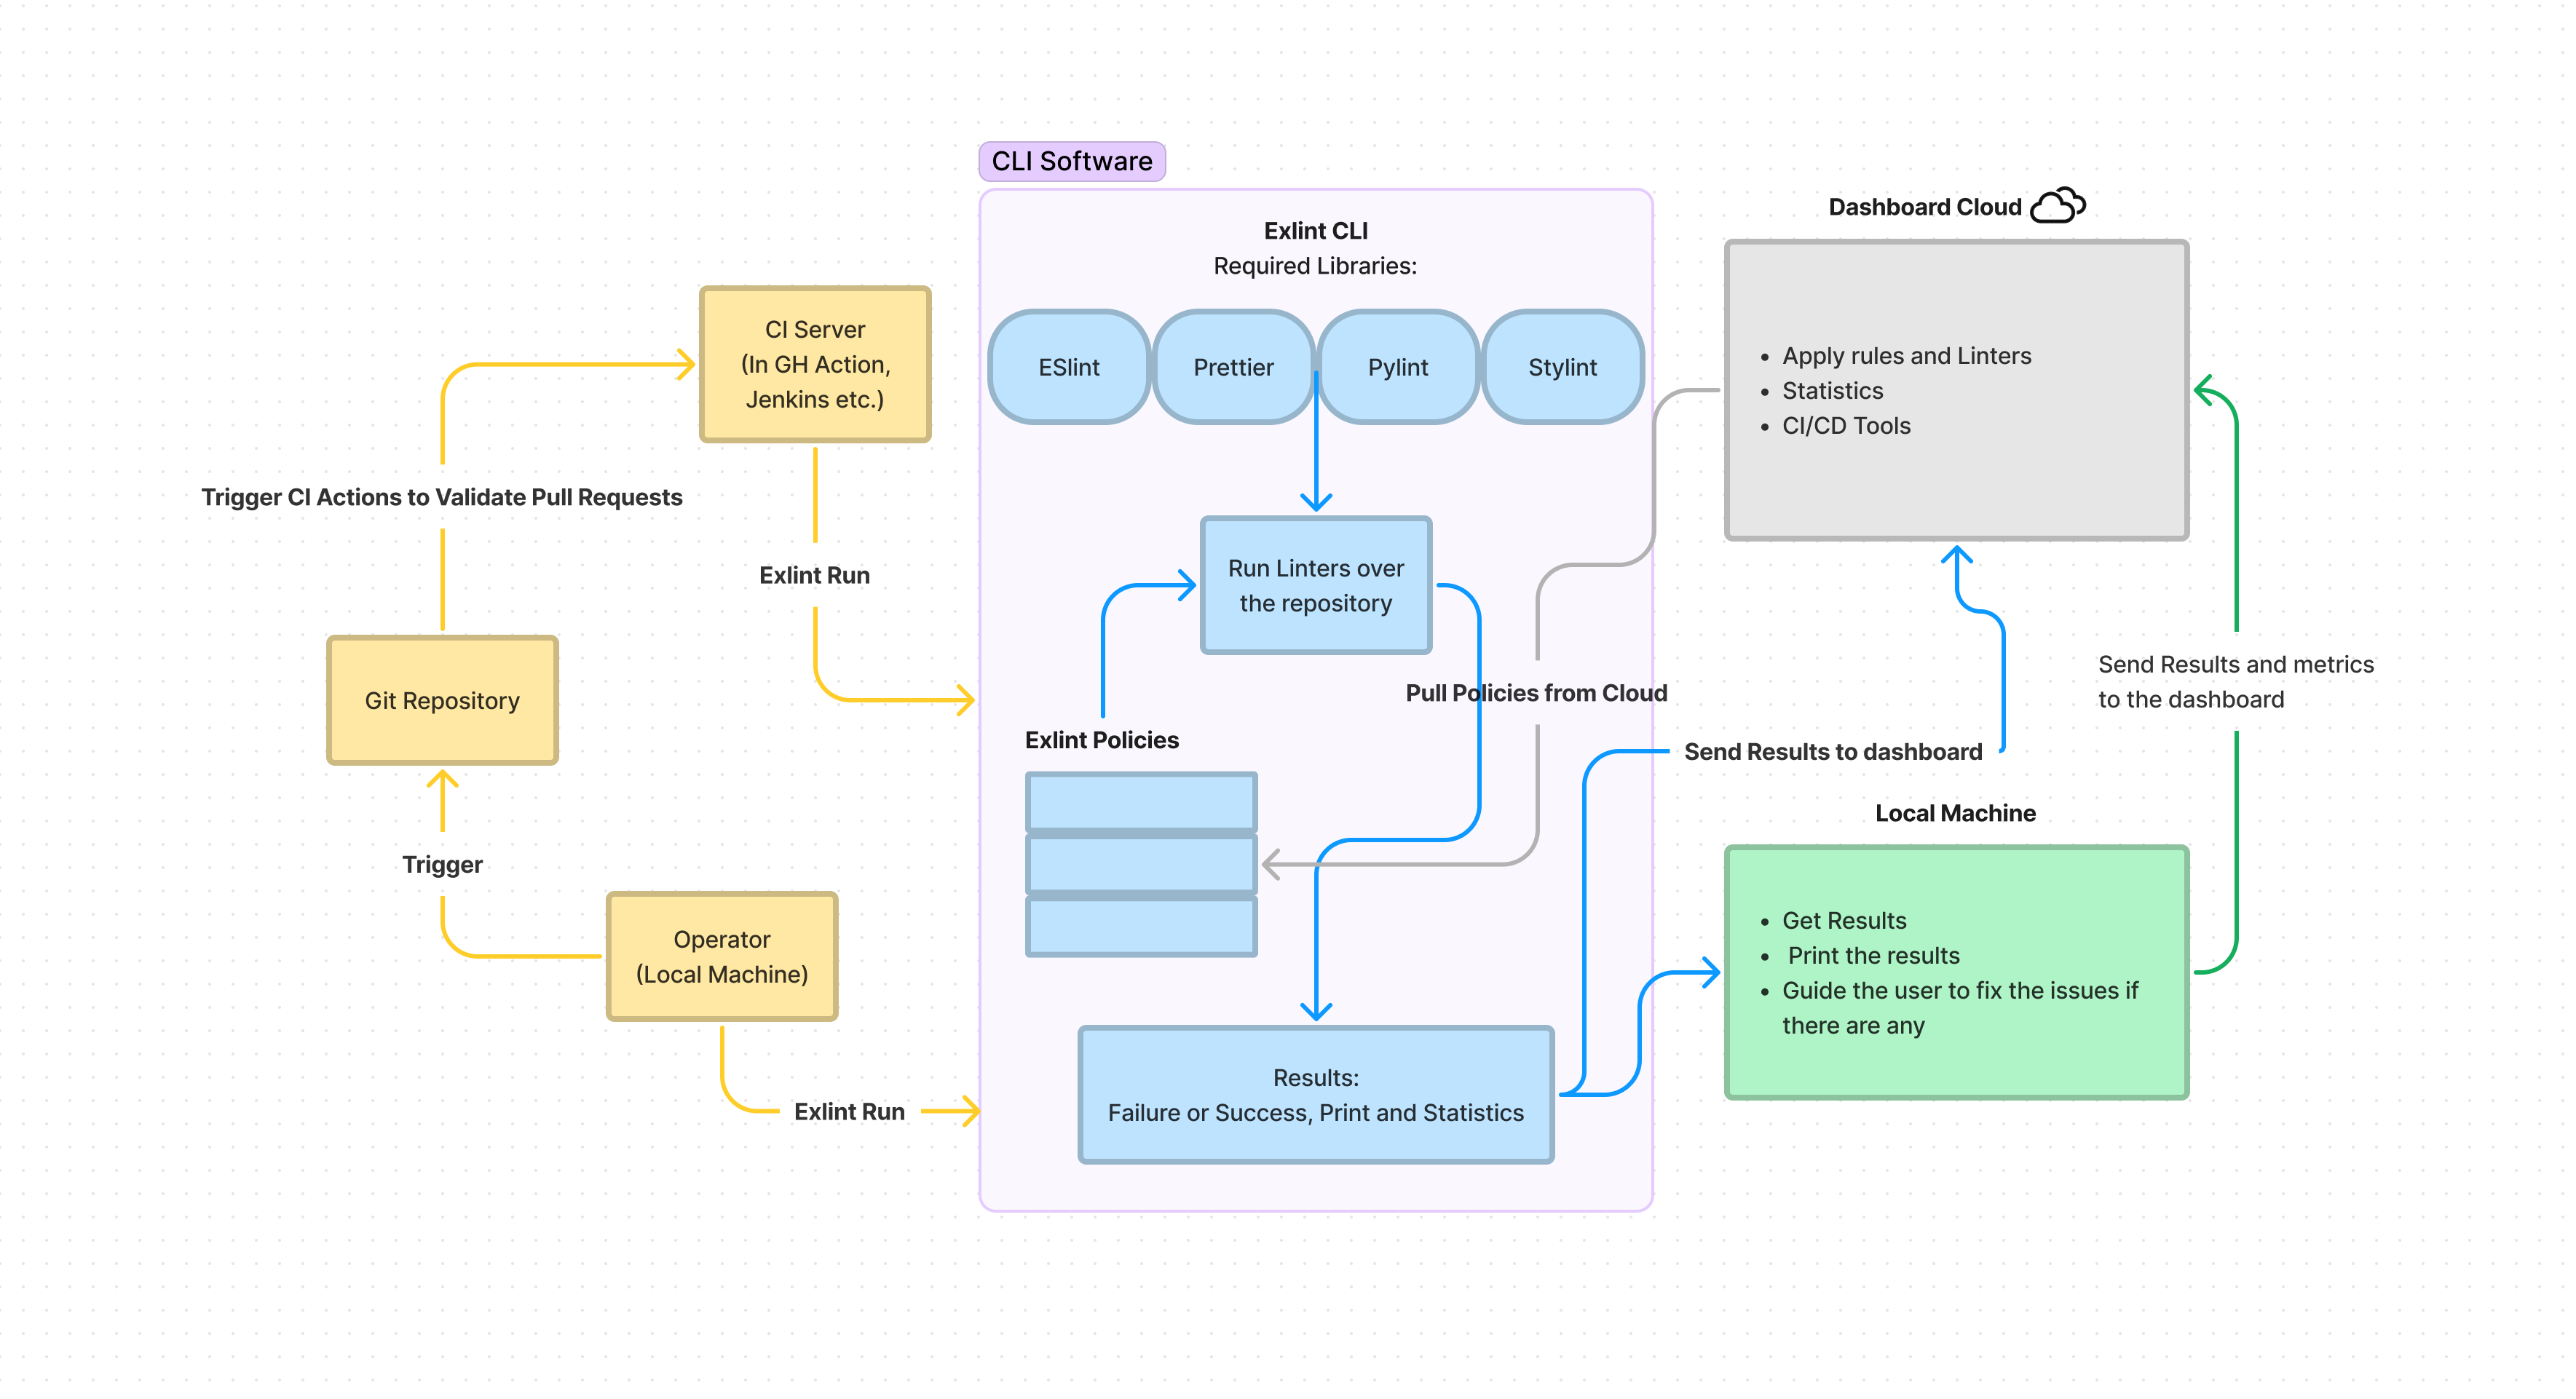 CLI Software
Exlint CLI
Required Libraries:
ESlint
Prettier
Pylint
Stylint
Dashboard Cloud
• Apply rules and Linters
• Statistics
• CI/CD Tools
CI Server
(In GH Action,
Jenkins etc.)
Trigger CI Actions to Validate Pull Requests
Exlint Run
Run Linters over
the repository
Git Repository
Pull Policies from Cloud
Send Results and metrics
to the dashboard
Exlint Policies
Send Results to dashboard
Trigger
Local Machine
Operator
(Local Machine)
• Get Results
• Print the results
• Guide the user to fix the issues if
there are any
Exlint Run
Results:
Failure or Success, Print and Statistics